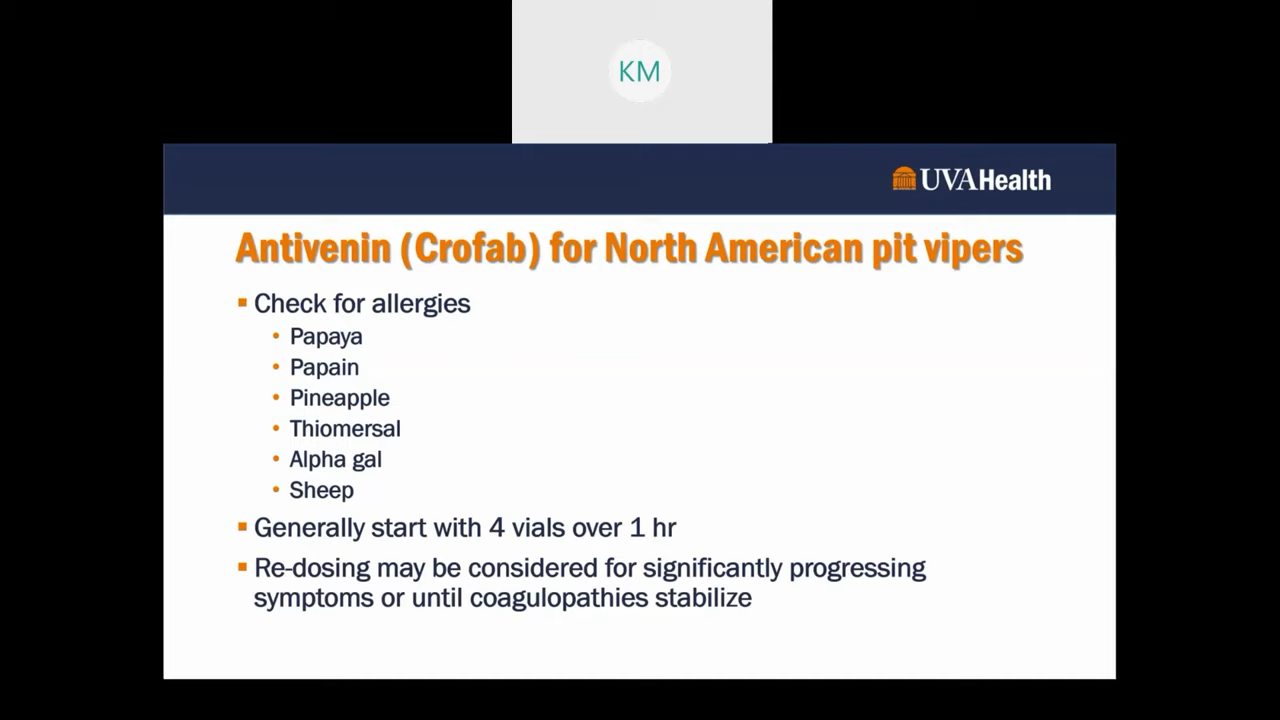 KM
UVAHealth
Antivenin (Crofab) for North American pit vipers
▪ Check for allergies
• Papaya
• Papain
• Pineapple
• Thiomersal
• Alpha gal
• Sheep
▪ Generally start with 4 vials over 1 hr
▪ Re-dosing may be considered for significantly progressing
symptoms or until coagulopathies stabilize